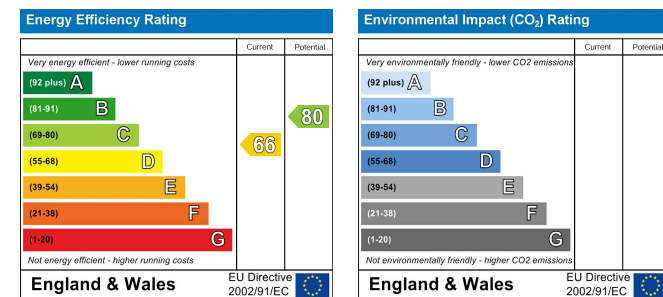 Energy Efficiency Rating
Current Potential
Very energy efficient - lower running costs
(92 plus) A
(81-91) B
80
(69-80) C
66
(55-68) D
(39-54) E
(21-38) F
(1-20) G
Not energy efficient - higher running costs
England & Wales
EU Directive
2002/91/EC
Environmental Impact (CO₂) Rating
Current Potential
Very environmentally friendly - lower CO2 emissions
(92 plus) A
(81-91) B
(69-80) C
(55-68) D
(39-54) E
(21-38) F
(1-20) G
Not environmentally friendly - higher CO2 emissions
England & Wales
EU Directive
2002/91/EC